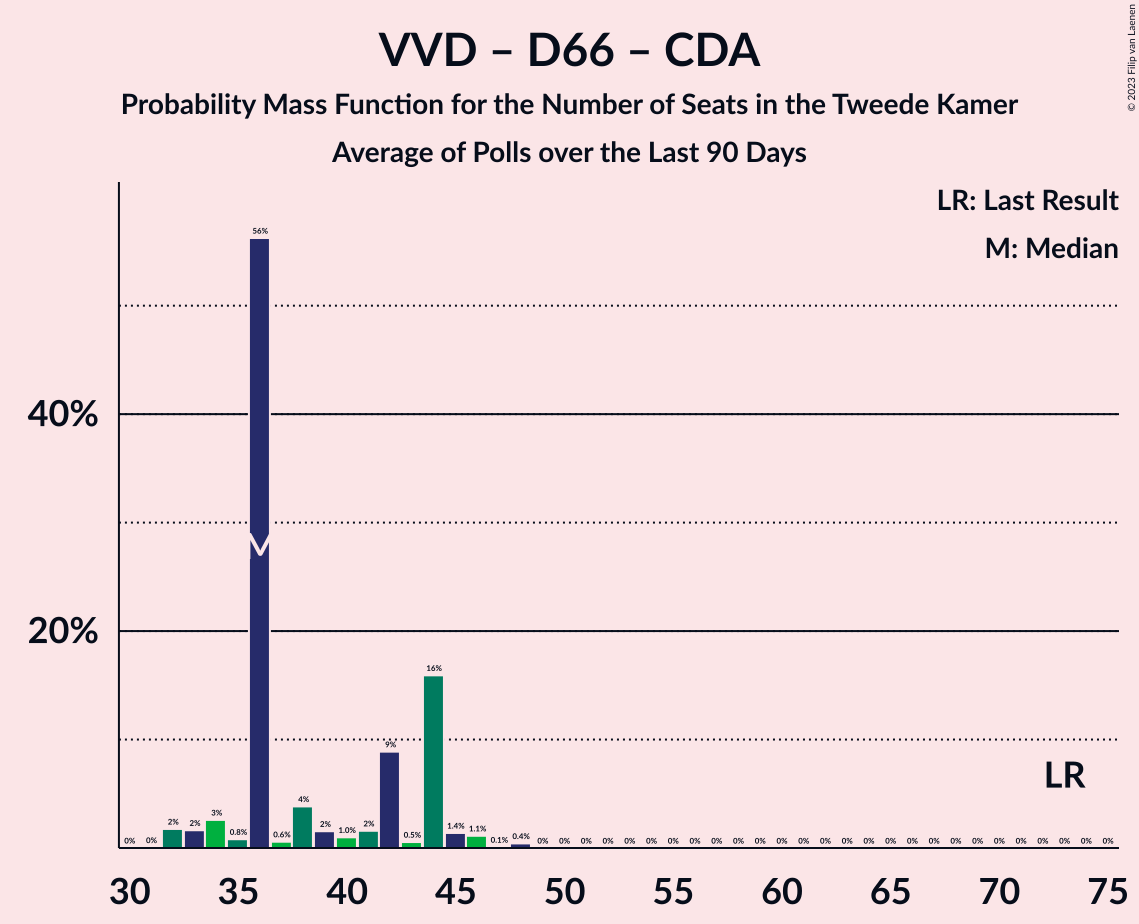 VVD – D66 – CDA
Probability Mass Function for the Number of Seats in the Tweede Kamer
Average of Polls over the Last 90 Days
© 2023 Filip van Laenen
LR: Last Result
M: Median
40%
20%
0% 0% 2% 2% 3% 0.8% 56% 0.6% 4% 2% 1.0% 2% 9% 0.5% 16% 1.4% 1.1% 0.1% 0.4% 0% 0% 0% 0% 0% 0% 0% 0% 0% 0% 0% 0% 0% 0% 0% 0% 0% 0% 0% 0% 0% 0% 0% 0% 0% 0% 0%
LR
30 35 40 45 50 55 60 65 70 75